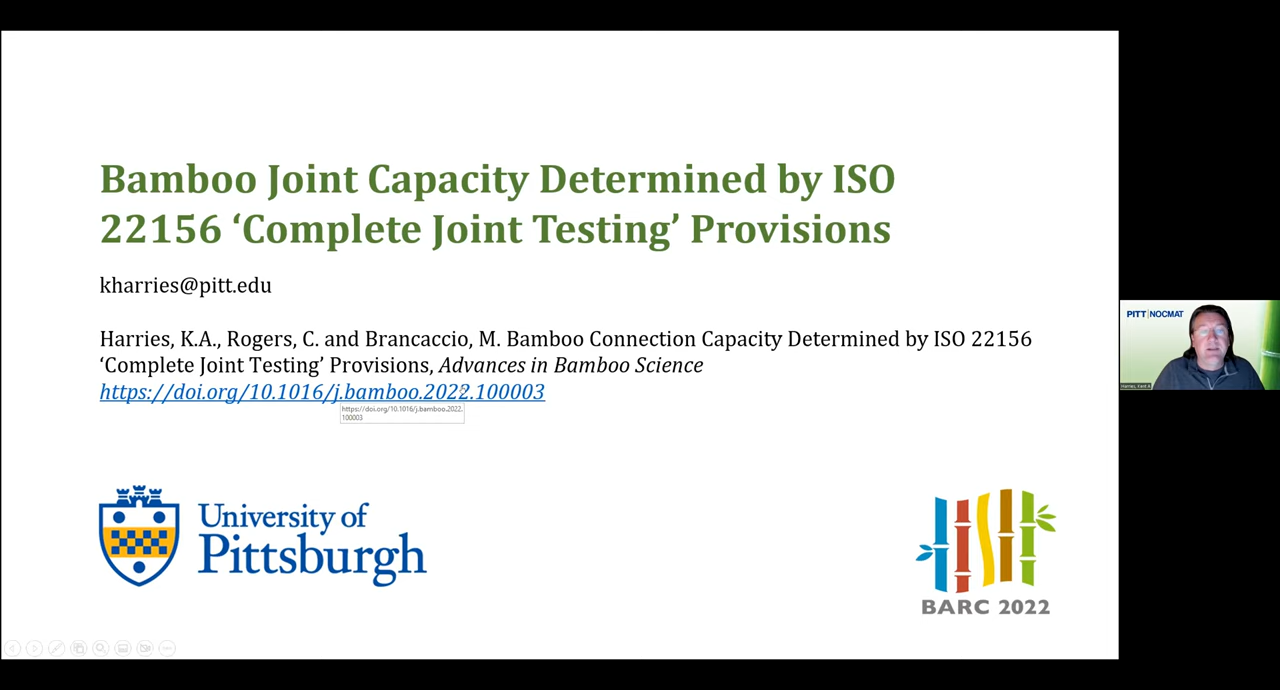 Bamboo Joint Capacity Determined by ISO
22156 ‘Complete Joint Testing’ Provisions
kharries@pitt.edu
Harries, K.A., Rogers, C. and Brancaccio, M. Bamboo Connection Capacity Determined by ISO 22156
‘Complete Joint Testing’ Provisions, Advances in Bamboo Science
https://doi.org/10.1016/j.bamboo.2022.100003
https://doi.org/10.1016/j.bamboo.2022.
100003
University of
Pittsburgh
BARC 2022
PITT NOCMAT
Harries, Kent A